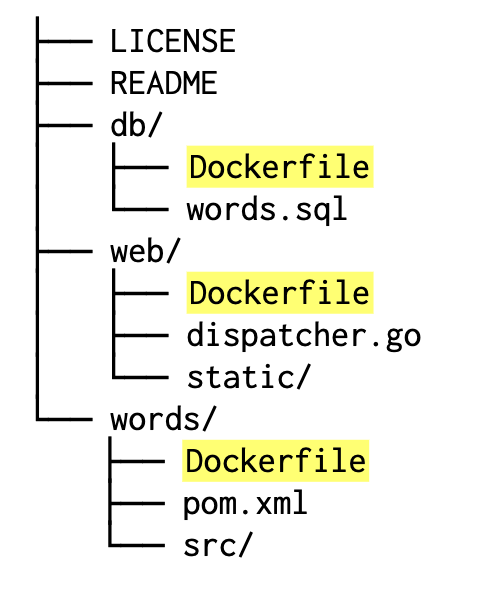 LICENSE
README
db/
Dockerfile
words.sql
web/
Dockerfile
dispatcher.go
static/
words/
Dockerfile
pom.xml
src/